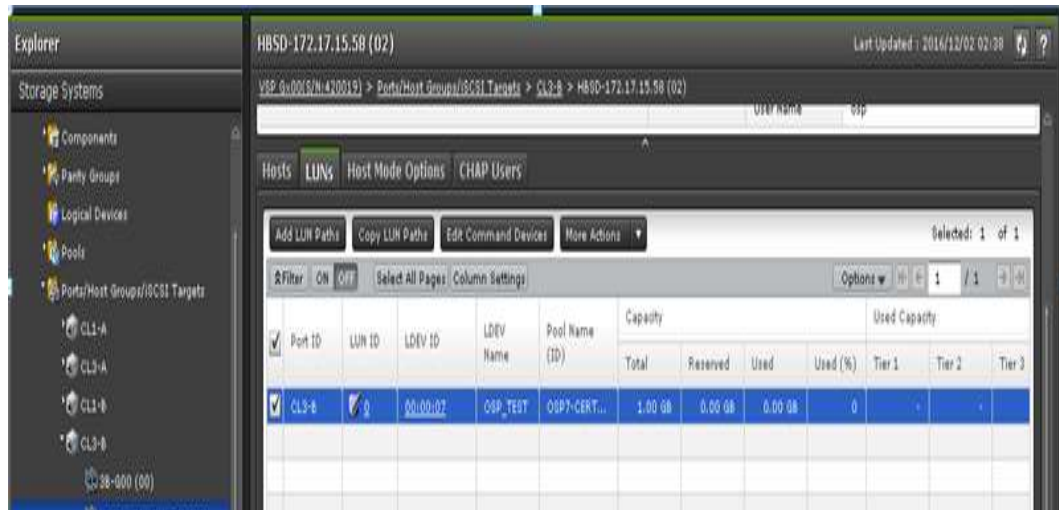 Explorer
HBSD-172.17.15.58 (02)
Last Updated : 2016/12/02 02:38
?
Storage Systems
VSP Gx00(S/N:420019) > Ports/Host Groups/iSCSI Targets > CL3-B > HBSD-172.17.15.58 (02)
User Name osp
Components
Parity Groups
Logical Devices
Pools
Ports/Host Groups/iSCSI Targets
CL1-A
CL3-A
CL1-B
CL3-B
3B-G00 (00)
Hosts LUNs Host Mode Options CHAP Users
Add LUN Paths Copy LUN Paths Edit Command Devices More Actions
Selected: 1 of 1
Filter ON OFF Select All Pages Column Settings
Options 1 / 1
Port ID LUN ID LDEV ID LDEV Name Pool Name (ID) Capacity Used Capacity
Total Reserved Used Used (%) Tier 1 Tier 2 Tier 3
CL3-B 0 00:00:07 OSP_TEST OSP7-CERT... 1.00 GB 0.00 GB 0.00 GB 0 - -